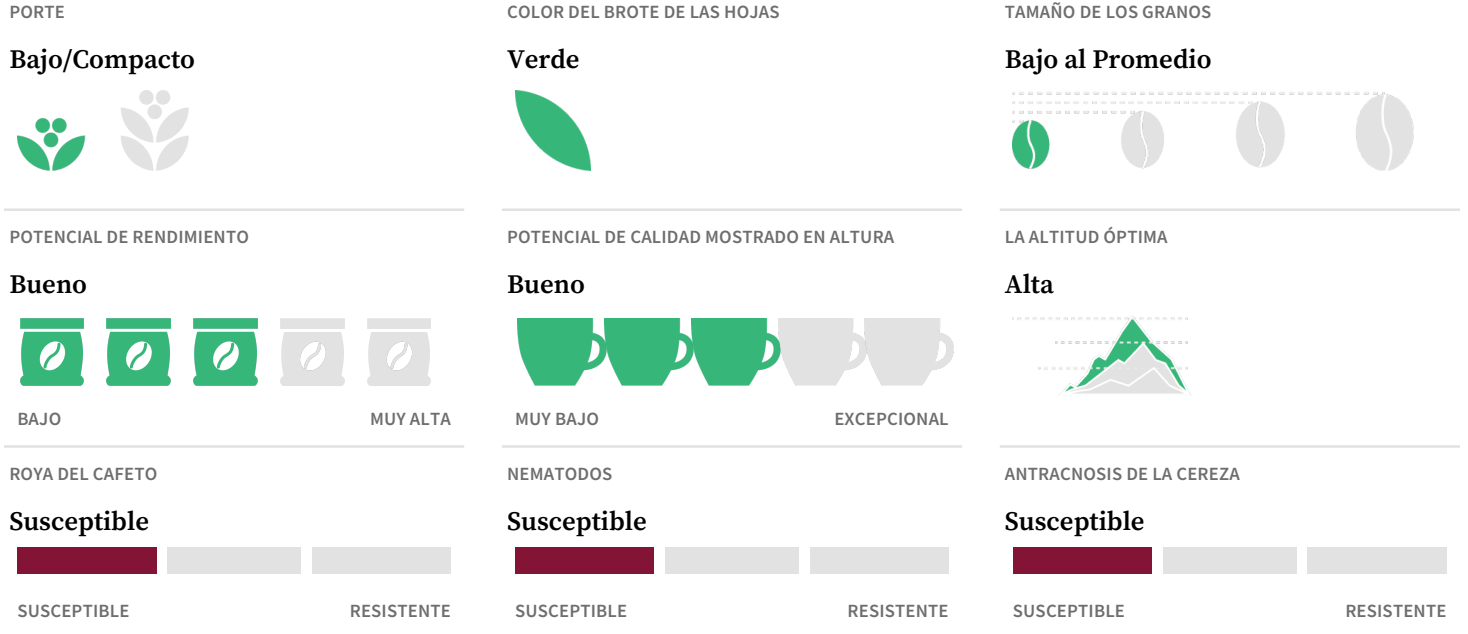 PORTE
Bajo/Compacto
COLOR DEL BROTE DE LAS HOJAS
Verde
TAMAÑO DE LOS GRANOS
Bajo al Promedio
POTENCIAL DE RENDIMIENTO
Bueno
BAJO
MUY ALTA
POTENCIAL DE CALIDAD MOSTRADO EN ALTURA
Bueno
MUY BAJO
EXCEPCIONAL
LA ALTITUD ÓPTIMA
Alta
ROYA DEL CAFETO
Susceptible
SUSCEPTIBLE
RESISTENTE
NEMATODOS
Susceptible
SUSCEPTIBLE
RESISTENTE
ANTRACNOSIS DE LA CEREZA
Susceptible
SUSCEPTIBLE
RESISTENTE